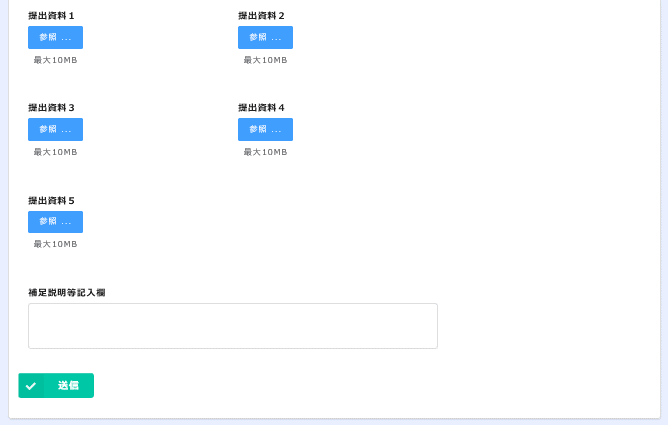 提出資料１
提出資料２
参照 ...
参照 ...
最大10MB
最大10MB
提出資料３
提出資料４
参照 ...
参照 ...
最大10MB
最大10MB
提出資料５
参照 ...
最大10MB
補足説明等記入欄
送信